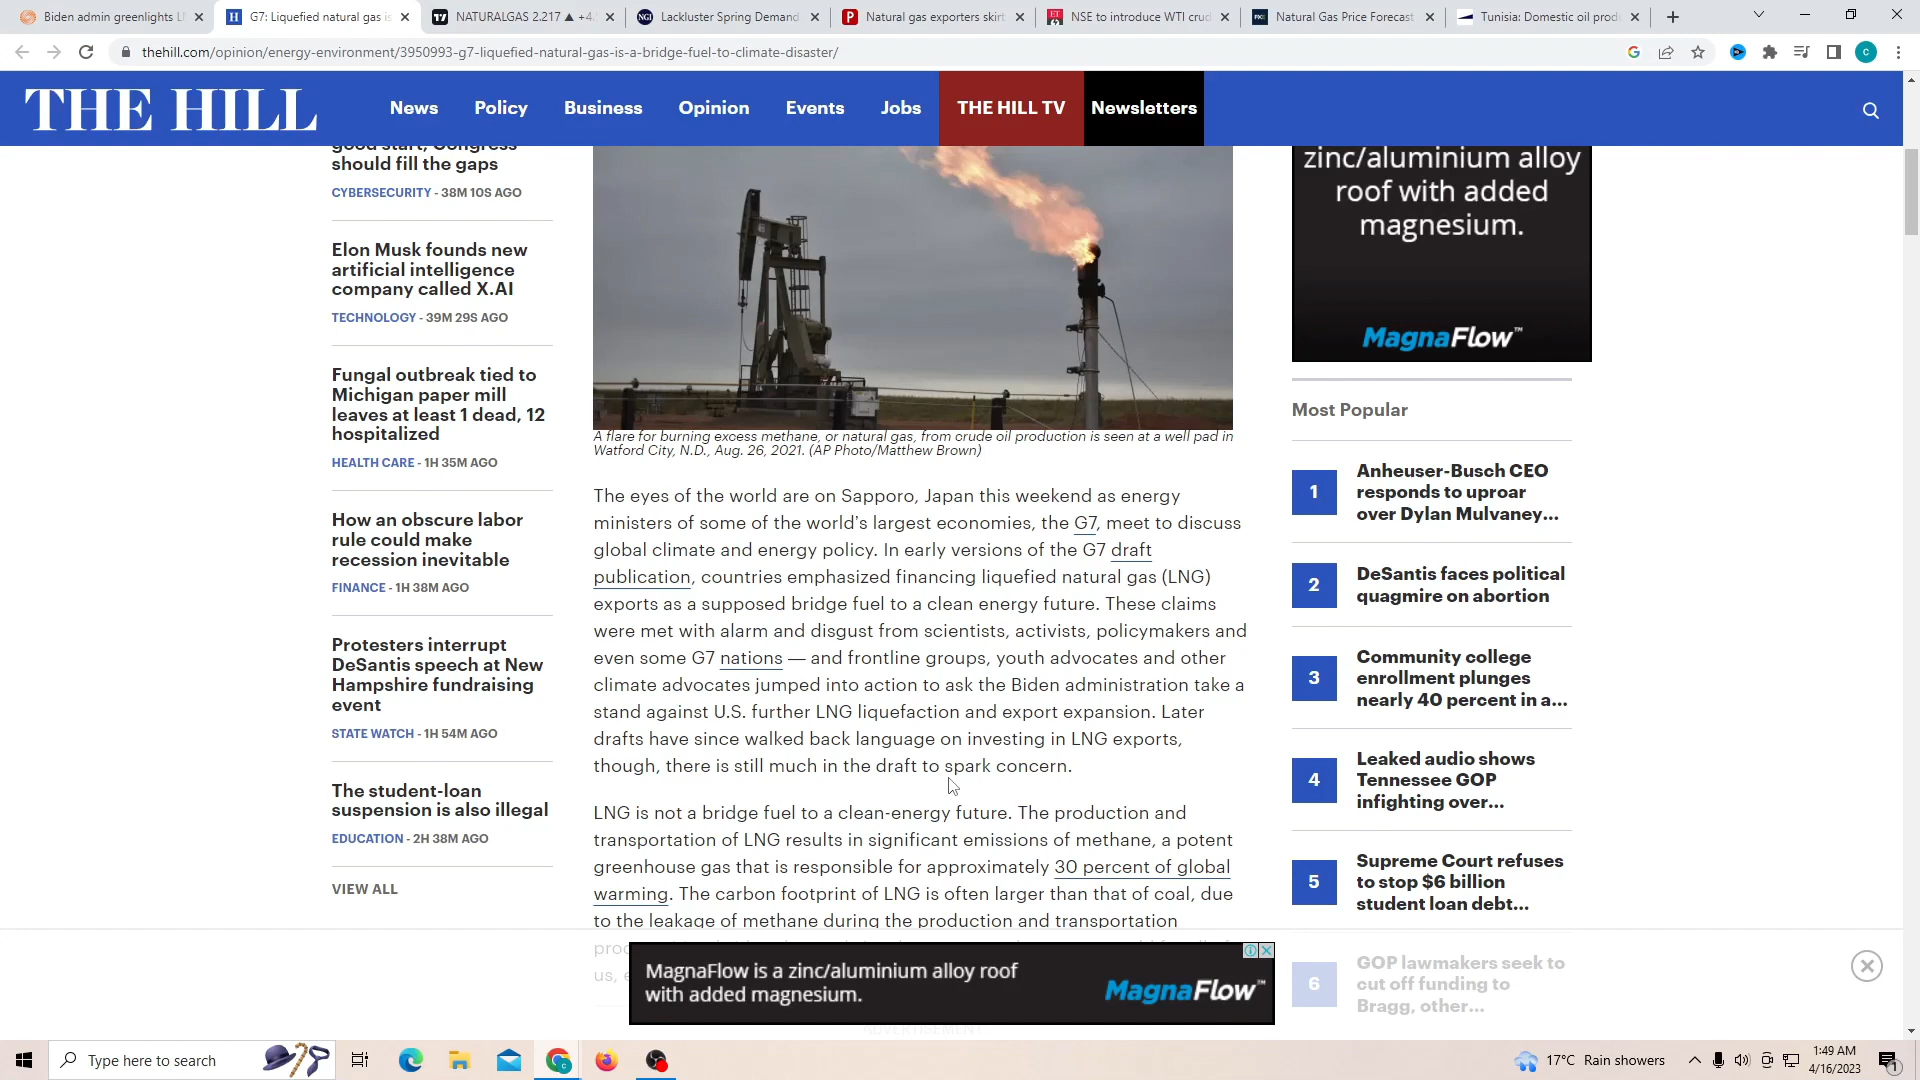 Biden admin greenlights L
G7: Liquefied natural gas is
NATURALGAS 2.217 ▲ +4.
Lackluster Spring Demand
Natural gas exporters skirt
NSE to introduce WTI crud
Natural Gas Price Forecast
Tunisia: Domestic oil prod
thehill.com/opinion/energy-environment/3950993-g7-liquefied-natural-gas-is-a-bridge-fuel-to-climate-disaster/
THE HILL
News
Policy
Business
Opinion
Events
Jobs
THE HILL TV
Newsletters
good start, Congress
should fill the gaps
CYBERSECURITY - 38M 10S AGO
Elon Musk founds new
artificial intelligence
company called X.AI
TECHNOLOGY - 39M 29S AGO
Fungal outbreak tied to
Michigan paper mill
leaves at least 1 dead, 12
hospitalized
HEALTH CARE - 1H 35M AGO
How an obscure labor
rule could make
recession inevitable
FINANCE - 1H 38M AGO
Protesters interrupt
DeSantis speech at New
Hampshire fundraising
event
STATE WATCH - 1H 54M AGO
The student-loan
suspension is also illegal
EDUCATION - 2H 38M AGO
VIEW ALL
A flare for burning excess methane, or natural gas, from crude oil production is seen at a well pad in
Watford City, N.D., Aug. 26, 2021. (AP Photo/Matthew Brown)
The eyes of the world are on Sapporo, Japan this weekend as energy
ministers of some of the world's largest economies, the G7, meet to discuss
global climate and energy policy. In early versions of the G7 draft
publication, countries emphasized financing liquefied natural gas (LNG)
exports as a supposed bridge fuel to a clean energy future. These claims
were met with alarm and disgust from scientists, activists, policymakers and
even some G7 nations — and frontline groups, youth advocates and other
climate advocates jumped into action to ask the Biden administration take a
stand against U.S. further LNG liquefaction and export expansion. Later
drafts have since walked back language on investing in LNG exports,
though, there is still much in the draft to spark concern.
LNG is not a bridge fuel to a clean-energy future. The production and
transportation of LNG results in significant emissions of methane, a potent
greenhouse gas that is responsible for approximately 30 percent of global
warming. The carbon footprint of LNG is often larger than that of coal, due
to the leakage of methane during the production and transportation
us,
ADVERTISEMENT
MagnaFlow is a zinc/aluminium alloy roof
with added magnesium.
MagnaFlow™
zinc/aluminium alloy
roof with added
magnesium.
MagnaFlow™
Most Popular
1
Anheuser-Busch CEO
responds to uproar
over Dylan Mulvaney...
2
DeSantis faces political
quagmire on abortion
3
Community college
enrollment plunges
nearly 40 percent in a...
4
Leaked audio shows
Tennessee GOP
infighting over...
5
Supreme Court refuses
to stop $6 billion
student loan debt...
6
GOP lawmakers seek to
cut off funding to
Bragg, other...
Type here to search
17°C Rain showers
1:49 AM
4/16/2023
1